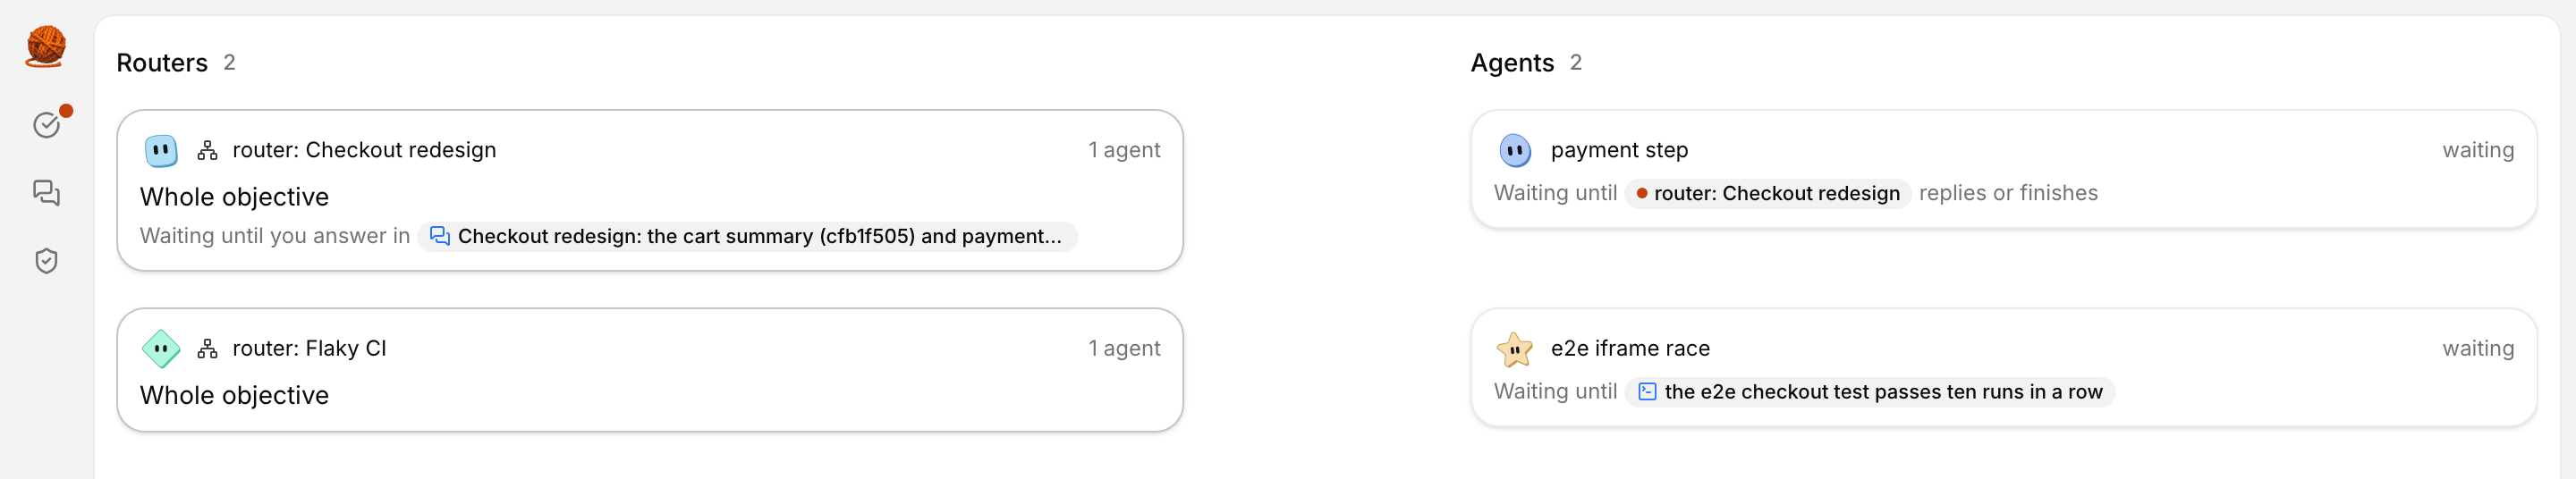 Routers 2
router: Checkout redesign 1 agent
Whole objective
Waiting until you answer in Checkout redesign: the cart summary (cfb1f505) and payment...
router: Flaky CI 1 agent
Whole objective
Agents 2
payment step waiting
Waiting until router: Checkout redesign replies or finishes
e2e iframe race waiting
Waiting until the e2e checkout test passes ten runs in a row